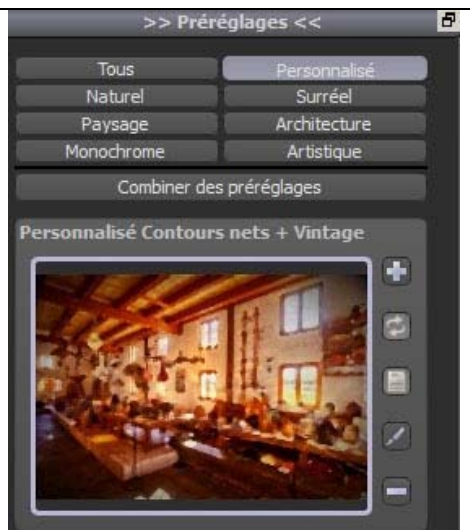 >> Préréglages <<
Tous Personnalisé
Naturel Surréel
Paysage Architecture
Monochrome Artistique
Combiner des préréglages
Personnalisé Contours nets + Vintage